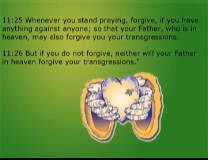 11:25 Whenever you stand praying, forgive, if you have
anything against anyone; so that your Father, who is in
heaven, may also forgive you your transgressions.
11:26 But if you do not forgive, neither will your Father
in heaven forgive your transgressions."